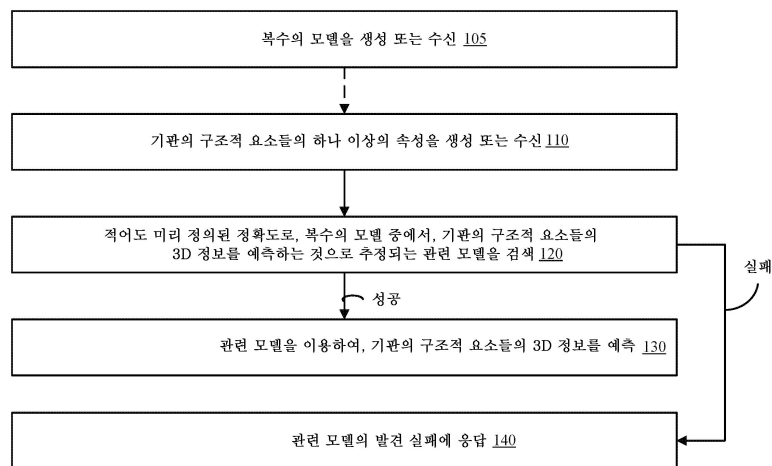 복수의 모델을 생성 또는 수신 105
기판의 구조적 요소들의 하나 이상의 속성을 생성 또는 수신 110
적어도 미리 정의된 정확도로, 복수의 모델 중에서, 기판의 구조적 요소들의
3D 정보를 예측하는 것으로 추정되는 관련 모델을 검색 120
실패
성공
관련 모델을 이용하여, 기판의 구조적 요소들의 3D 정보를 예측 130
관련 모델의 발견 실패에 응답 140